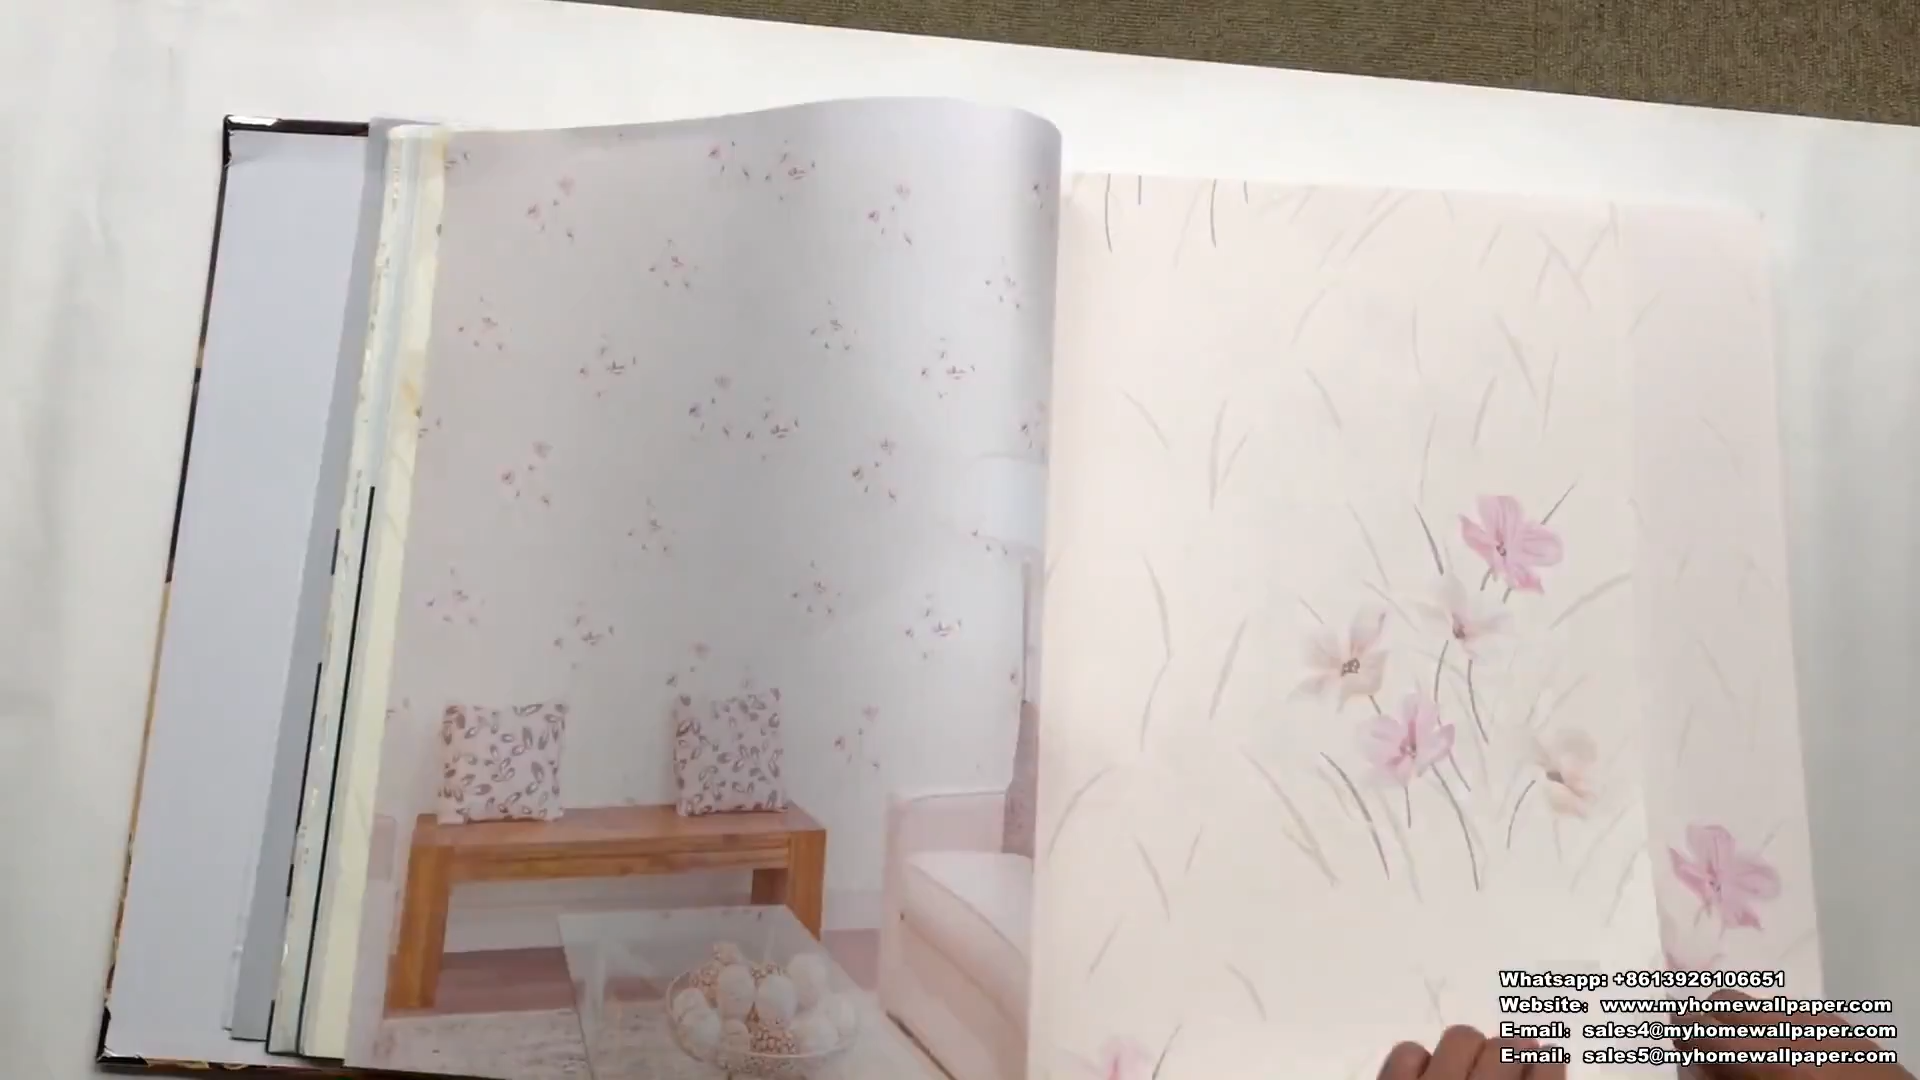 Whatsapp: +8613926106651
Website: www.myhomewallpaper.com
E-mail: sales4@myhomewallpaper.com
E-mail: sales5@myhomewallpaper.com